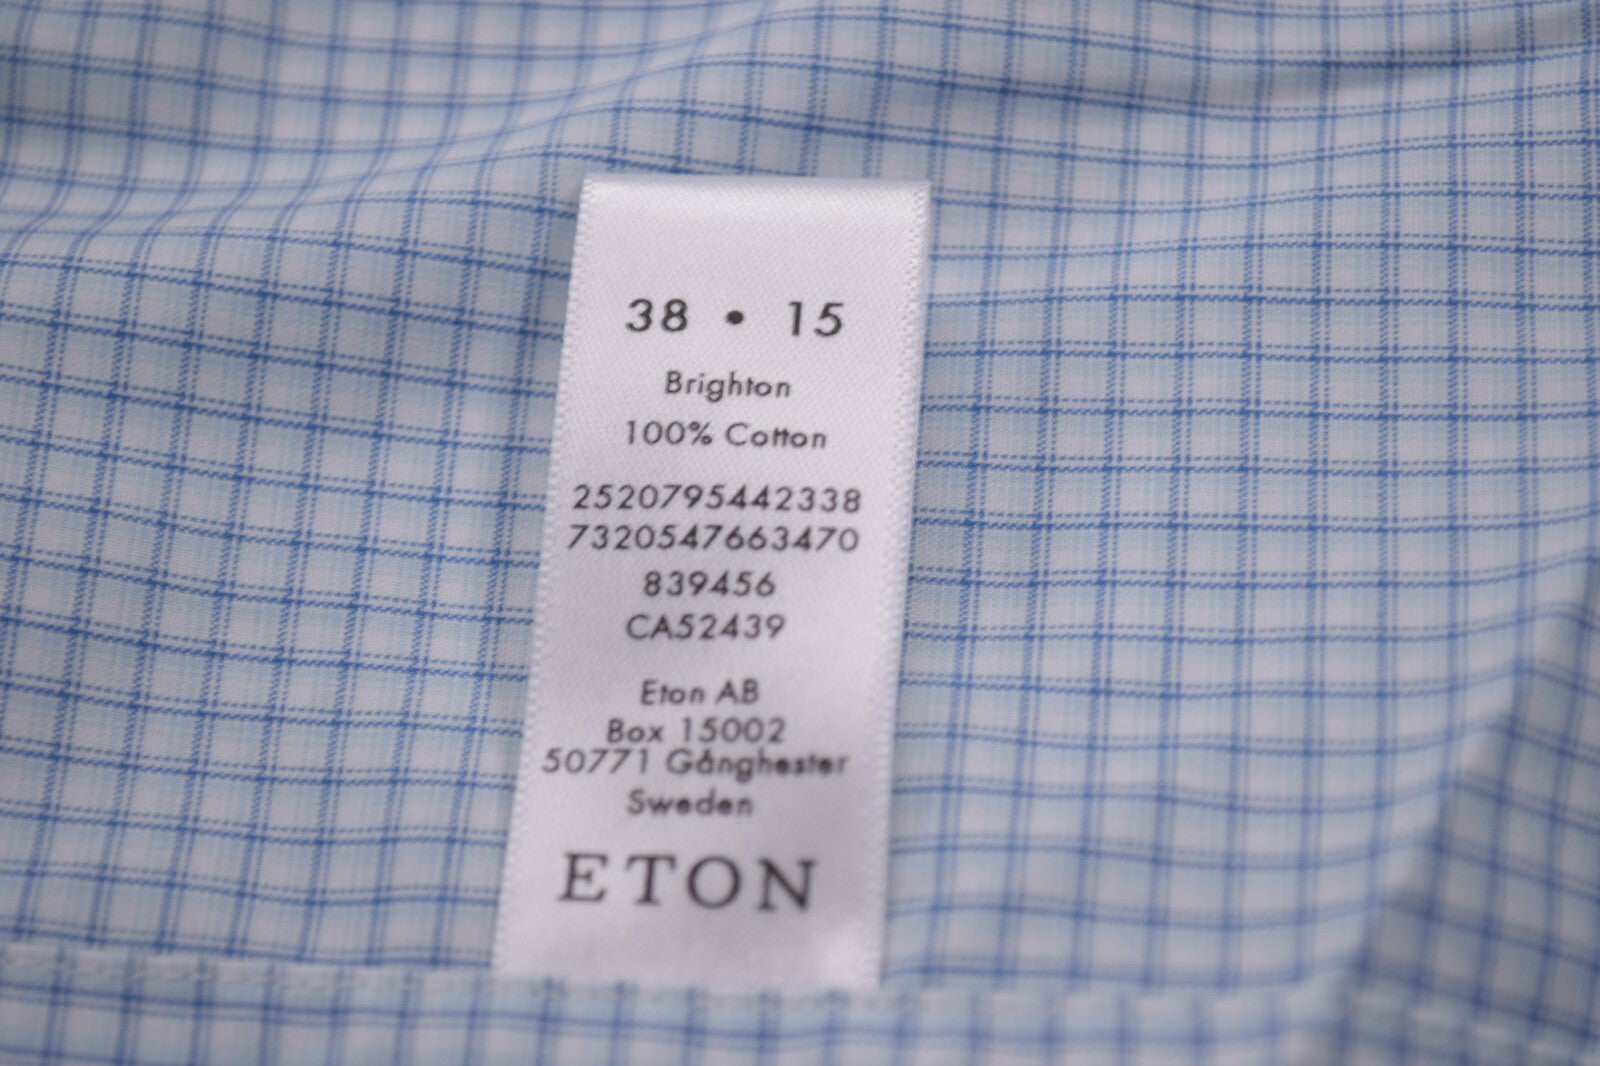 38 • 15
Brighton
100% Cotton
2520795442338
7320547663470
839456
CA52439
Eton AB
Box 15002
50771 Gånghester
Sweden
ETON